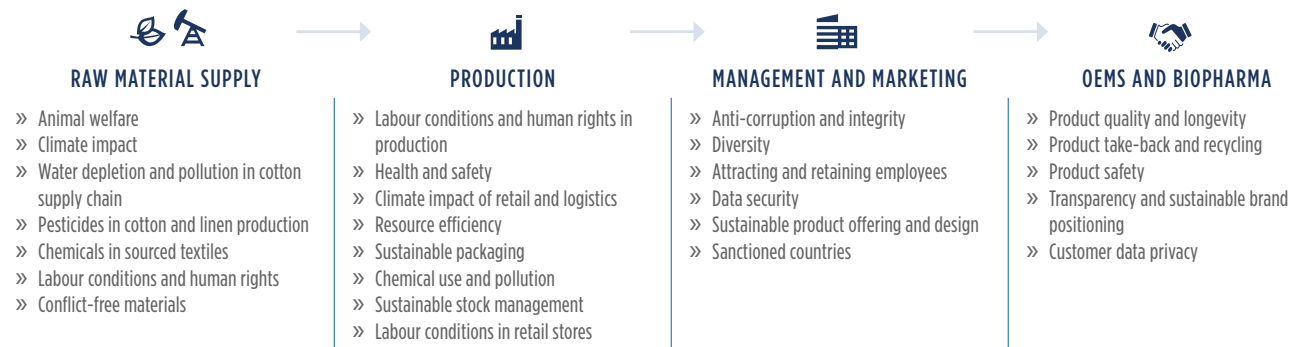 RAW MATERIAL SUPPLY
» Animal welfare
» Climate impact
» Water depletion and pollution in cotton
supply chain
» Pesticides in cotton and linen production
» Chemicals in sourced textiles
» Labour conditions and human rights
» Conflict-free materials
PRODUCTION
» Labour conditions and human rights in
production
» Health and safety
» Climate impact of retail and logistics
» Resource efficiency
» Sustainable packaging
» Chemical use and pollution
» Sustainable stock management
» Labour conditions in retail stores
MANAGEMENT AND MARKETING
» Anti-corruption and integrity
» Diversity
» Attracting and retaining employees
» Data security
» Sustainable product offering and design
» Sanctioned countries
OEMS AND BIOPHARMA
» Product quality and longevity
» Product take-back and recycling
» Product safety
» Transparency and sustainable brand
positioning
» Customer data privacy